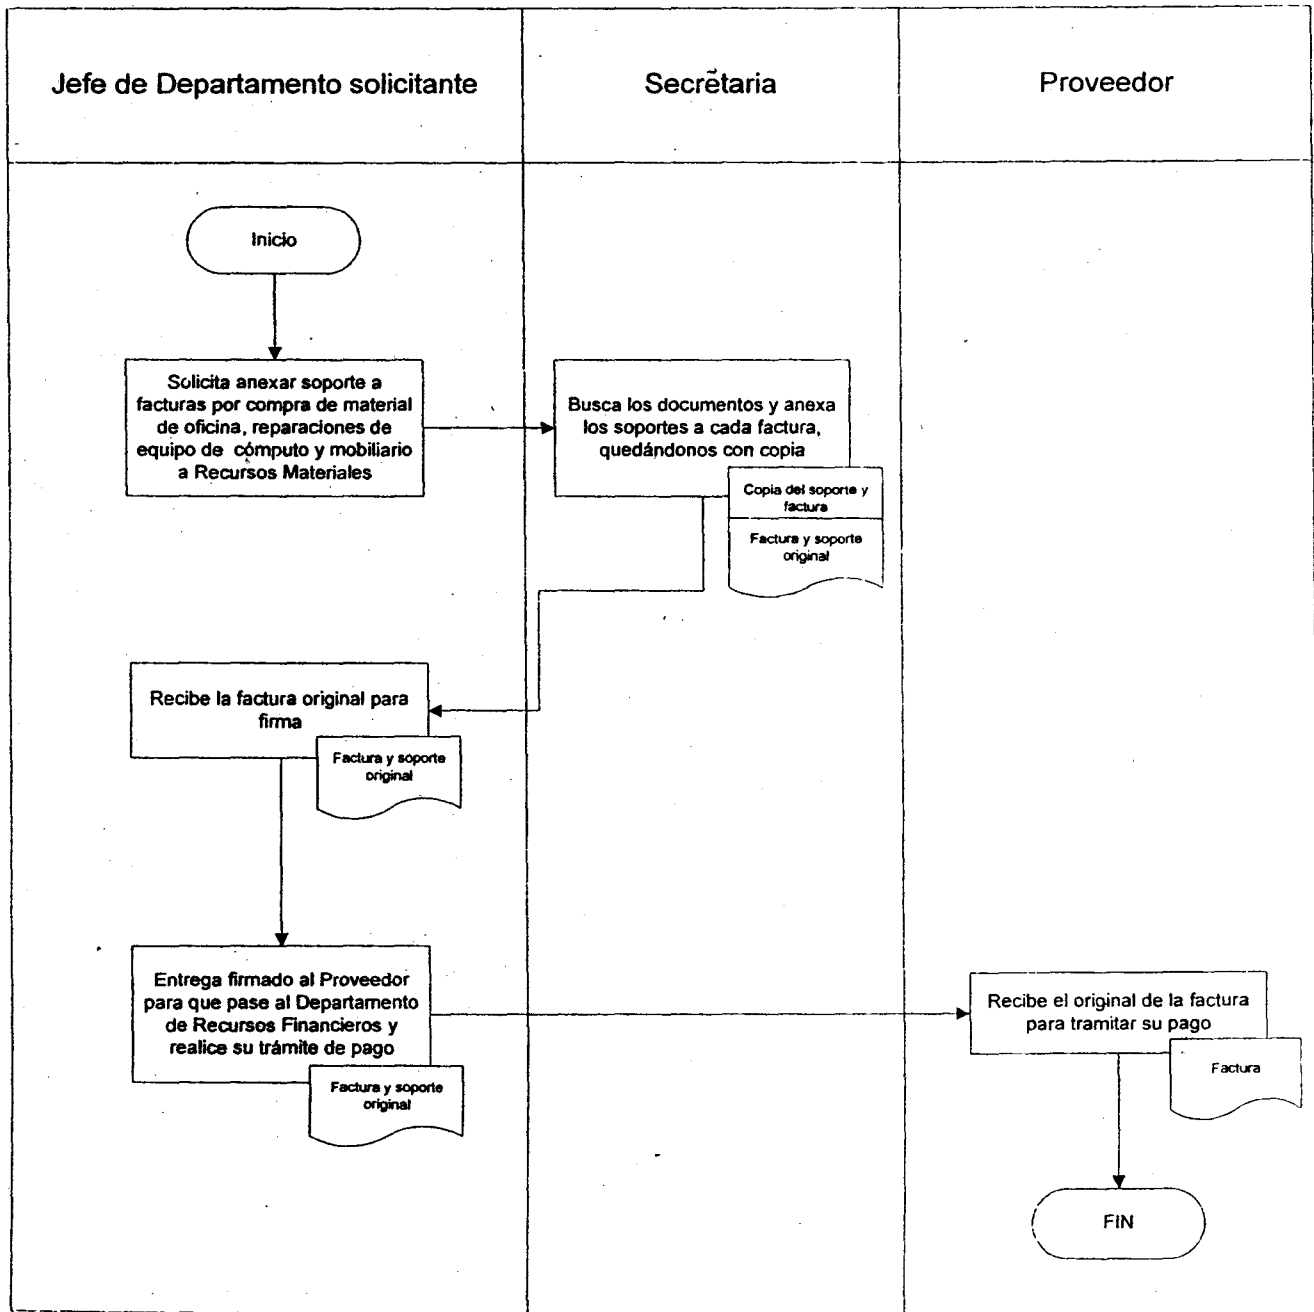 Jefe de Departamento solicitante
Secretaria
Proveedor
Inicio
Solicita anexar soporte a
facturas por compra de material
de oficina, reparaciones de
equipo de cómputo y mobiliario
a Recursos Materiales
Busca los documentos y anexa
los soportes a cada factura,
quedándonos con copia
Copia del soporte y
factura
Factura y soporte
original
Recibe la factura original para
firma
Factura y soporte
original
Entrega firmado al Proveedor
para que pase al Departamento
de Recursos Financieros y
realice su trámite de pago
Factura y soporte
original
Recibe el original de la factura
para tramitar su pago
Factura
FIN